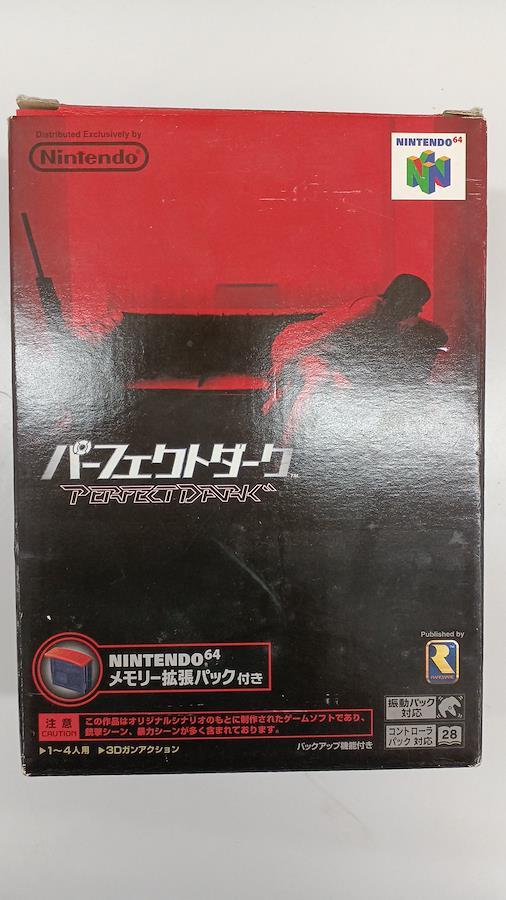 Distributed Exclusively by
Nintendo
NINTENDO 64
パーフェクトダーク
PERFECT DARK
NINTENDO 64
メモリー拡張パック付き
Published by
R
RAREWARE
注意
CAUTION
この作品はオリジナルシナリオのもとに制作されたゲームソフトであり、
銃撃シーン、暴力シーンが多く含まれております。
▶1〜4人用 ▶3Dガンアクション
バックアップ機能付き
振動パック
対応
コントローラ
パック 対応
28